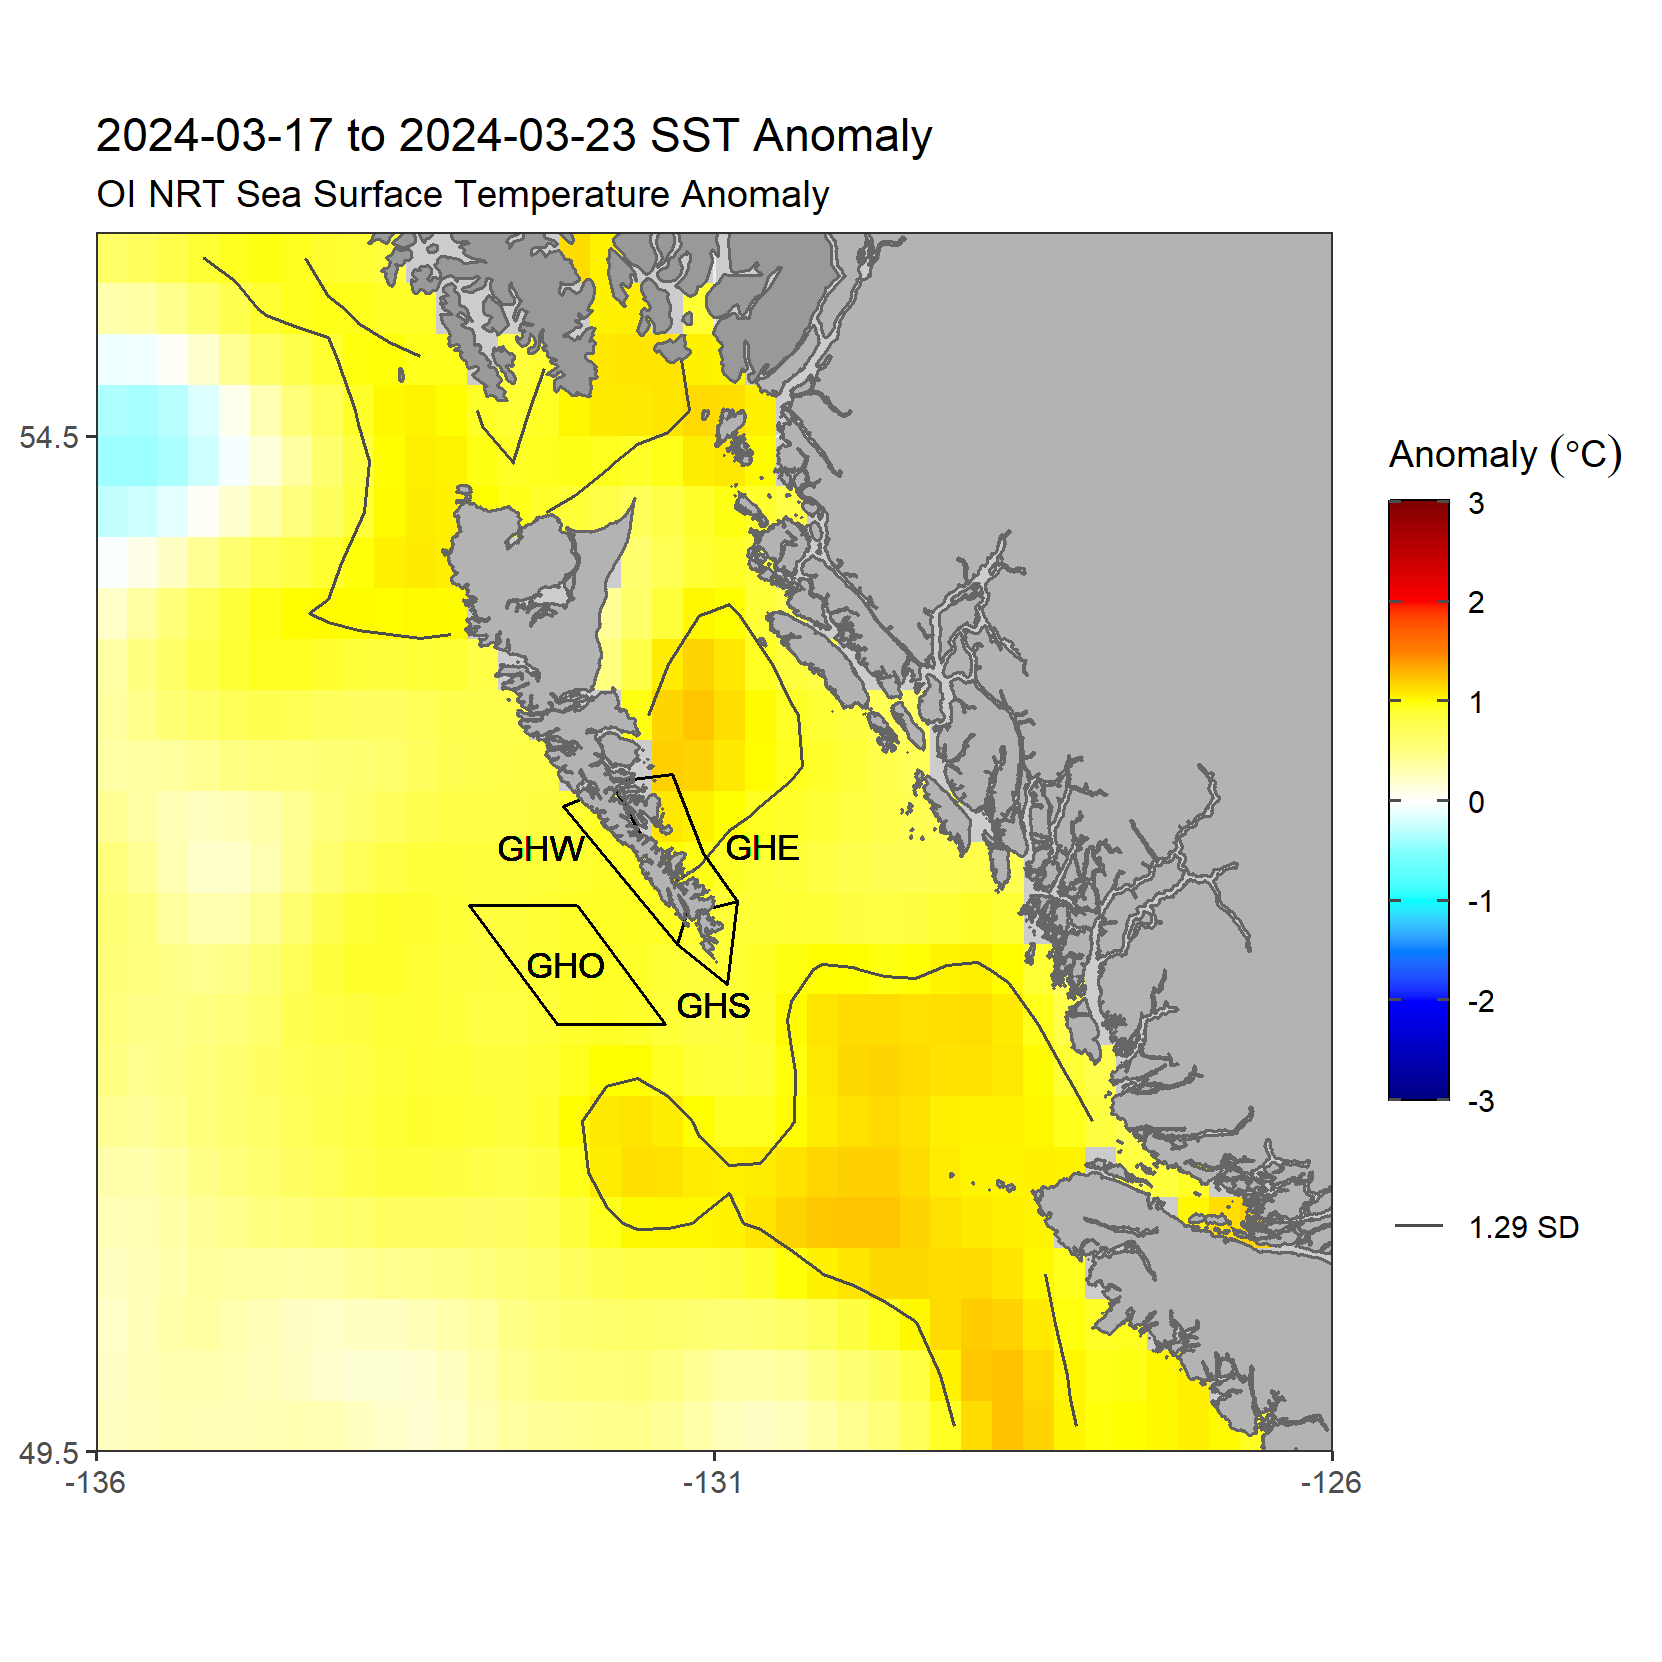 2024-03-17 to 2024-03-23 SST Anomaly
OI NRT Sea Surface Temperature Anomaly
54.5
49.5
-136
-131
-126
GHW
GHE
GHO
GHS
Anomaly (°C)
3
2
1
0
-1
-2
-3
1.29 SD